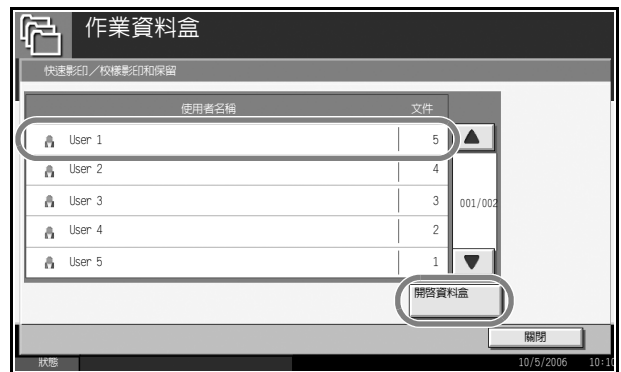 作業資料盒
快速影印／校樣影印和保留
使用者名稱 文件
User 1 5
User 2 4
User 3 3
001/002
User 4 2
User 5 1
開啓資料盒
關閉
狀態 10/5/2006 10:10